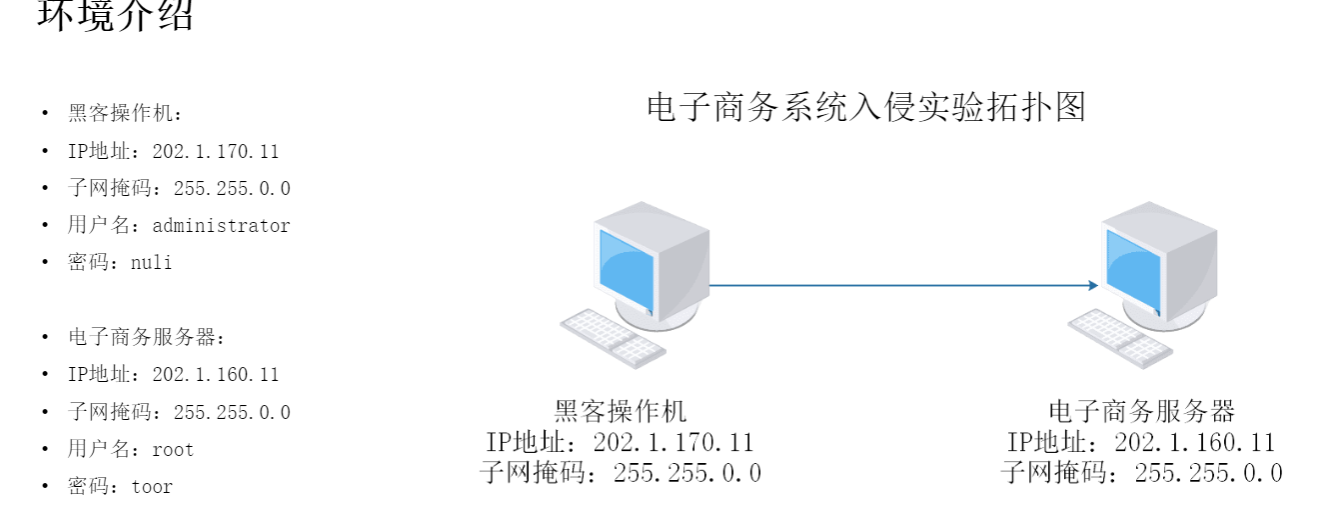 环境介绍
• 黑客操作机：
• IP地址：202.1.170.11
• 子网掩码：255.255.0.0
• 用户名：administrator
• 密码：nuli
• 电子商务服务器：
• IP地址：202.1.160.11
• 子网掩码：255.255.0.0
• 用户名：root
• 密码：toor
电子商务系统入侵实验拓扑图
黑客操作机
IP地址：202.1.170.11
子网掩码：255.255.0.0
电子商务服务器
IP地址：202.1.160.11
子网掩码：255.255.0.0